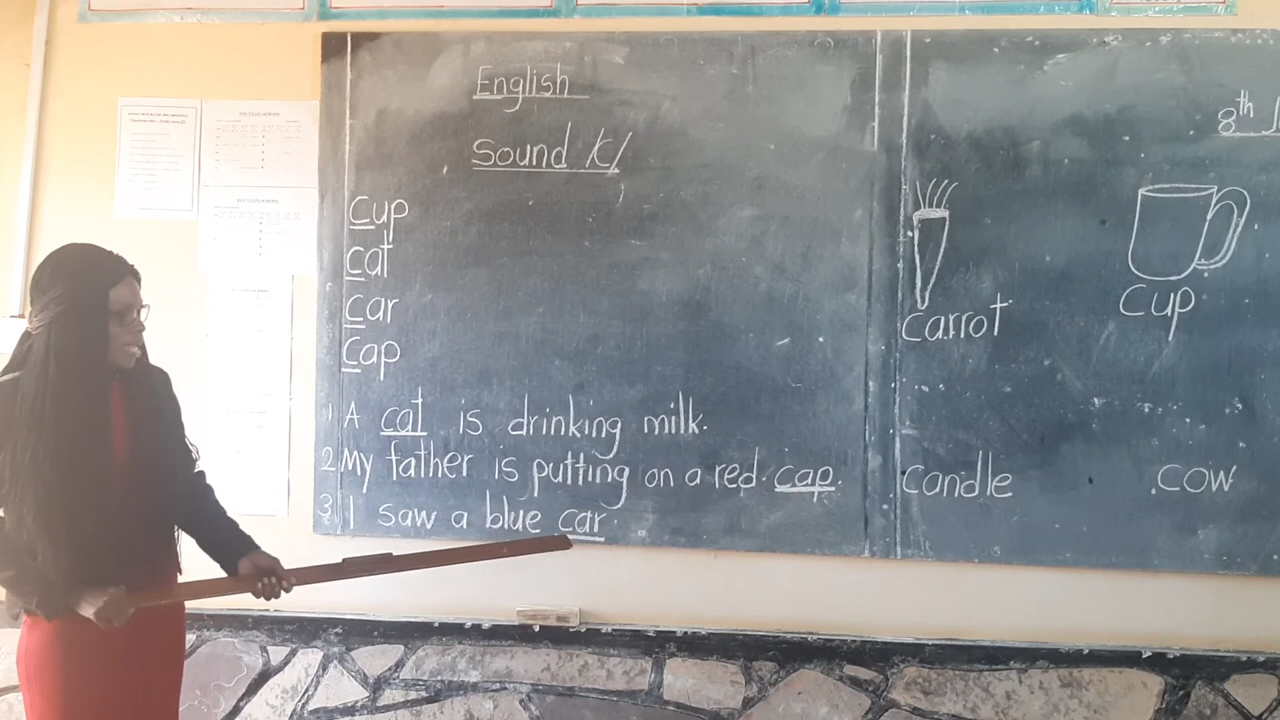 English
Sound /c/
cup
cat
car
cap
1 A cat is drinking milk.
2 My father is putting on a red cap.
3 I saw a blue car.
8th
carrot
cup
candle
cow